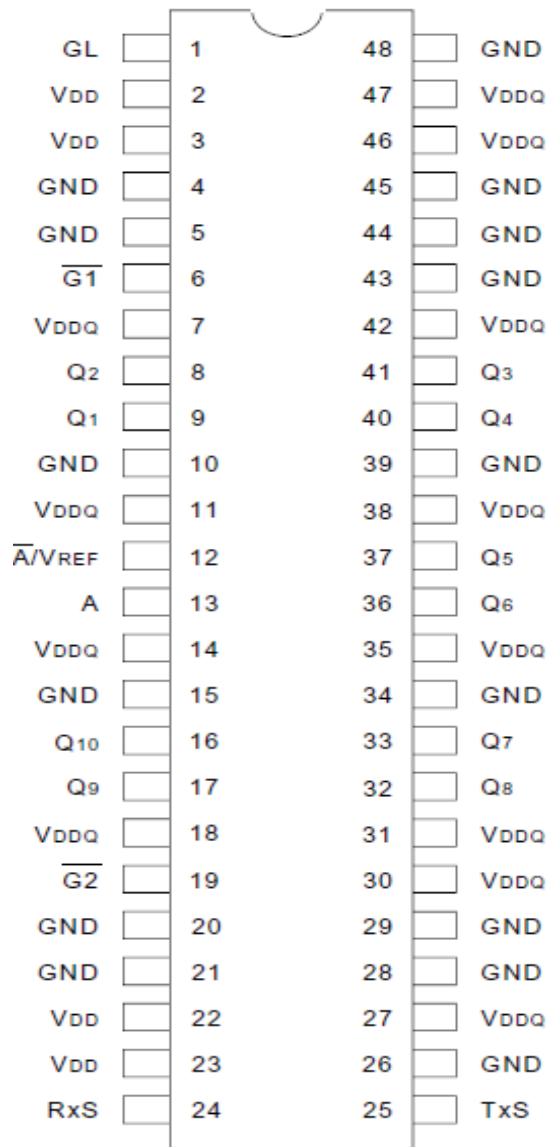 GL 1 48 GND
VDD 2 47 VDDQ
VDD 3 46 VDDQ
GND 4 45 GND
GND 5 44 GND
G̅1̅ 6 43 GND
VDDQ 7 42 VDDQ
Q2 8 41 Q3
Q1 9 40 Q4
GND 10 39 GND
VDDQ 11 38 VDDQ
A̅/VREF 12 37 Q5
A 13 36 Q6
VDDQ 14 35 VDDQ
GND 15 34 GND
Q10 16 33 Q7
Q9 17 32 Q8
VDDQ 18 31 VDDQ
G̅2̅ 19 30 VDDQ
GND 20 29 GND
GND 21 28 GND
VDD 22 27 VDDQ
VDD 23 26 GND
RxS 24 25 TxS